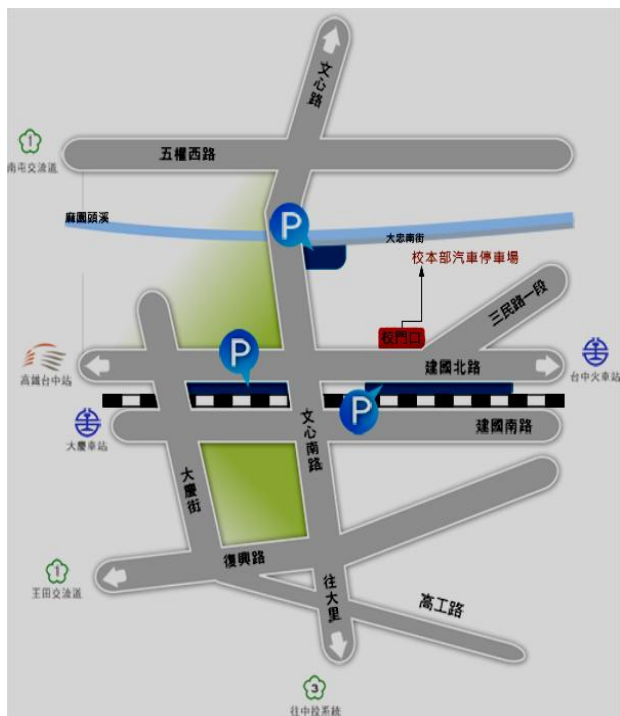 文心路
1
南屯交流道
五權西路
麻園頭溪
P
大忠南街
校本部汽車停車場
三民路一段
校門口
P
高鐵台中站
建國北路
台中火車站
P
大慶車站
文心南路
建國南路
大慶街
復興路
1
王田交流道
往大里
高工路
3
往中投系統